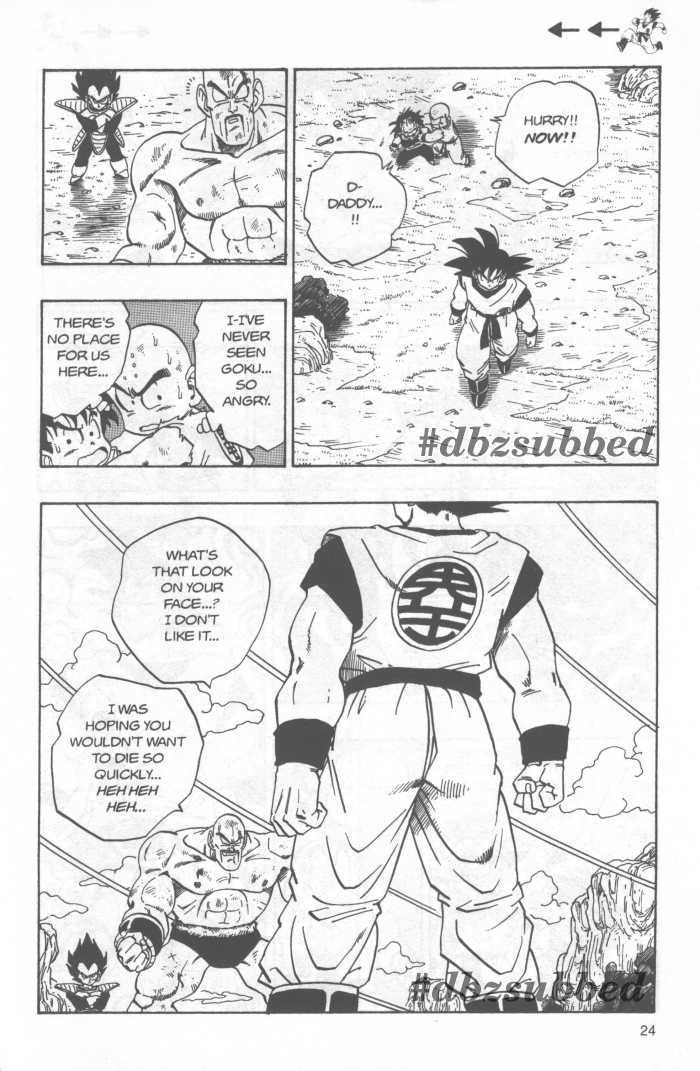 HURRY!!
NOW!!
D-
DADDY...
!!
#dbzsubbed
I-I'VE
NEVER
SEEN
GOKU...
SO
ANGRY.
THERE'S
NO PLACE
FOR US
HERE...
WHAT'S
THAT LOOK
ON YOUR
FACE...?
I DON'T
LIKE IT...
界王
I WAS
HOPING YOU
WOULDN'T WANT
TO DIE SO
QUICKLY...
HEH HEH
HEH...
#dbzsubbed
24